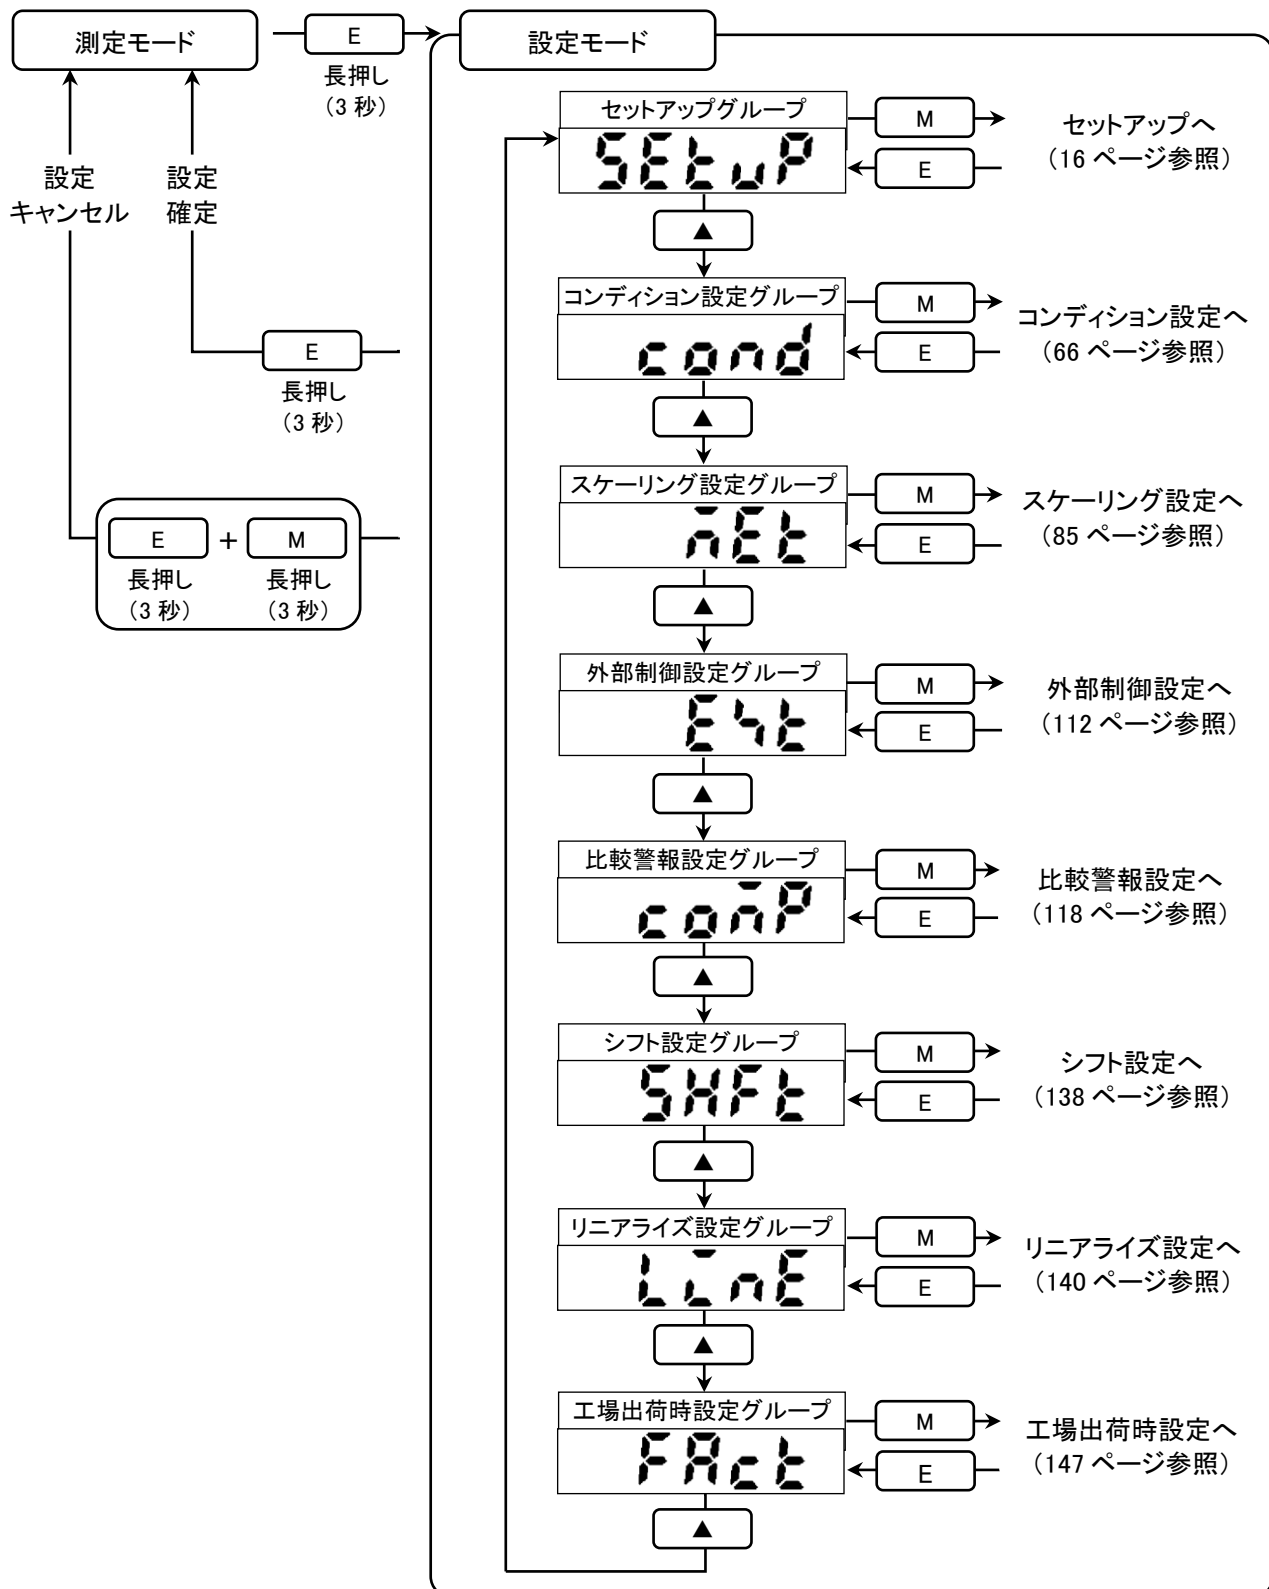 測定モード
E
長押し
（3 秒）
設定モード
設定
キャンセル
設定
確定
E
長押し
（3 秒）
E
+
M
長押し
（3 秒）
長押し
（3 秒）
セットアップグループ
SEtuP
M
E
セットアップへ
（16 ページ参照）
▲
コンディション設定グループ
cond
M
E
コンディション設定へ
（66 ページ参照）
▲
スケーリング設定グループ
mEt
M
E
スケーリング設定へ
（85 ページ参照）
▲
外部制御設定グループ
Ext
M
E
外部制御設定へ
（112 ページ参照）
▲
比較警報設定グループ
comP
M
E
比較警報設定へ
（118 ページ参照）
▲
シフト設定グループ
SHFt
M
E
シフト設定へ
（138 ページ参照）
▲
リニアライズ設定グループ
LinE
M
E
リニアライズ設定へ
（140 ページ参照）
▲
工場出荷時設定グループ
FAct
M
E
工場出荷時設定へ
（147 ページ参照）
▲